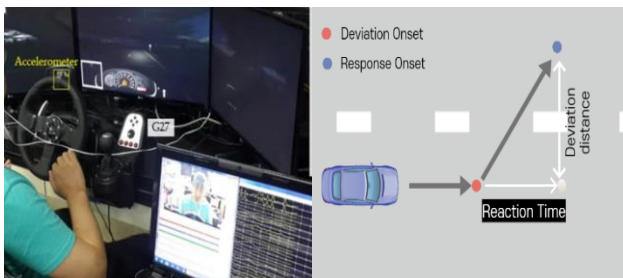 Accelerometer
G27
Deviation Onset
Response Onset
Deviation
distance
Reaction Time